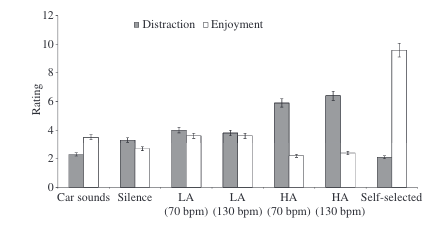 12
Distraction Enjoyment
10
8
6
4
2
0
Rating
Car sounds Silence LA LA HA HA Self-selected
(70 bpm) (130 bpm) (70 bpm) (130 bpm)